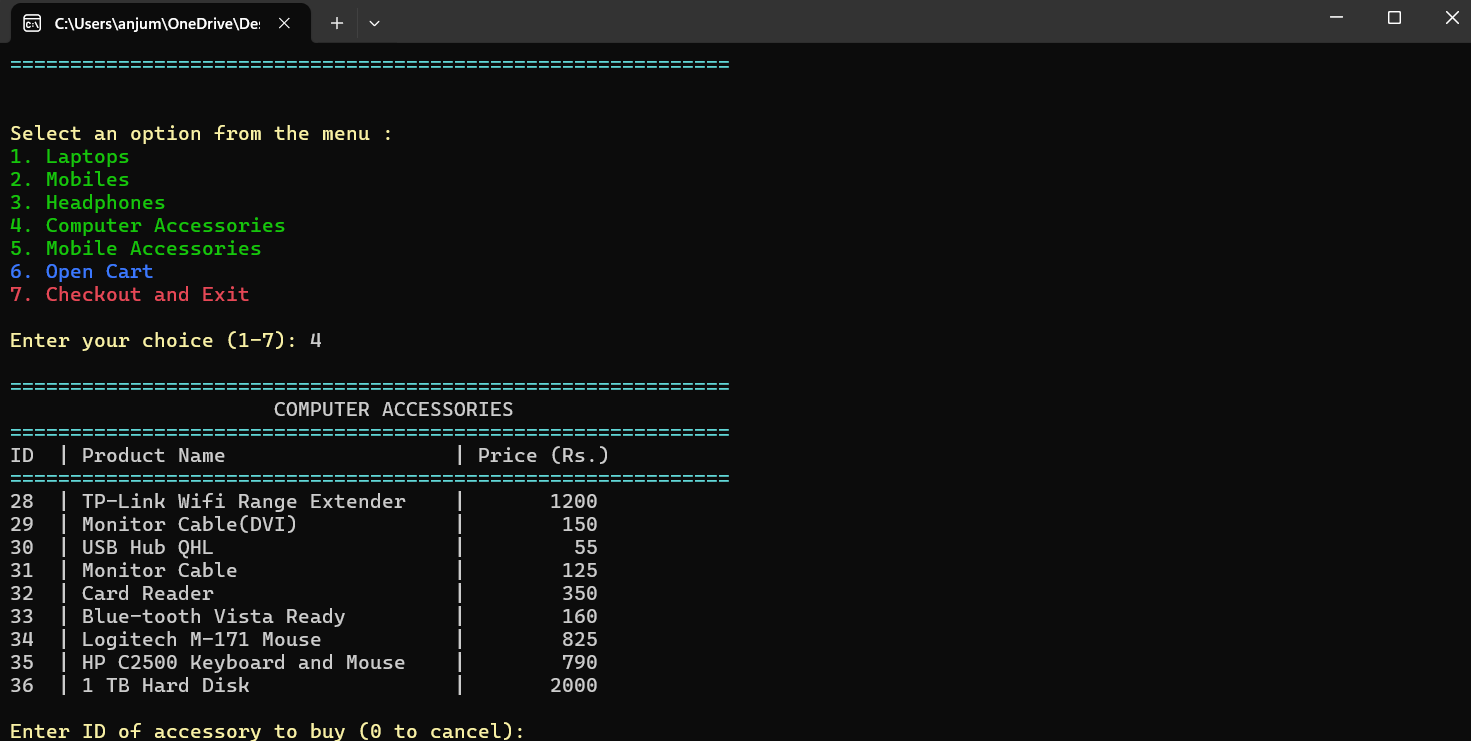 C:\Users\anjum\OneDrive\De
============================================================
Select an option from the menu :
1. Laptops
2. Mobiles
3. Headphones
4. Computer Accessories
5. Mobile Accessories
6. Open Cart
7. Checkout and Exit
Enter your choice (1-7): 4
============================================================
COMPUTER ACCESSORIES
============================================================
ID  | Product Name                   | Price (Rs.)
============================================================
28  | TP-Link Wifi Range Extender    |       1200
29  | Monitor Cable(DVI)             |        150
30  | USB Hub QHL                    |         55
31  | Monitor Cable                  |        125
32  | Card Reader                    |        350
33  | Blue-tooth Vista Ready         |        160
34  | Logitech M-171 Mouse           |        825
35  | HP C2500 Keyboard and Mouse    |        790
36  | 1 TB Hard Disk                 |       2000
Enter ID of accessory to buy (0 to cancel):